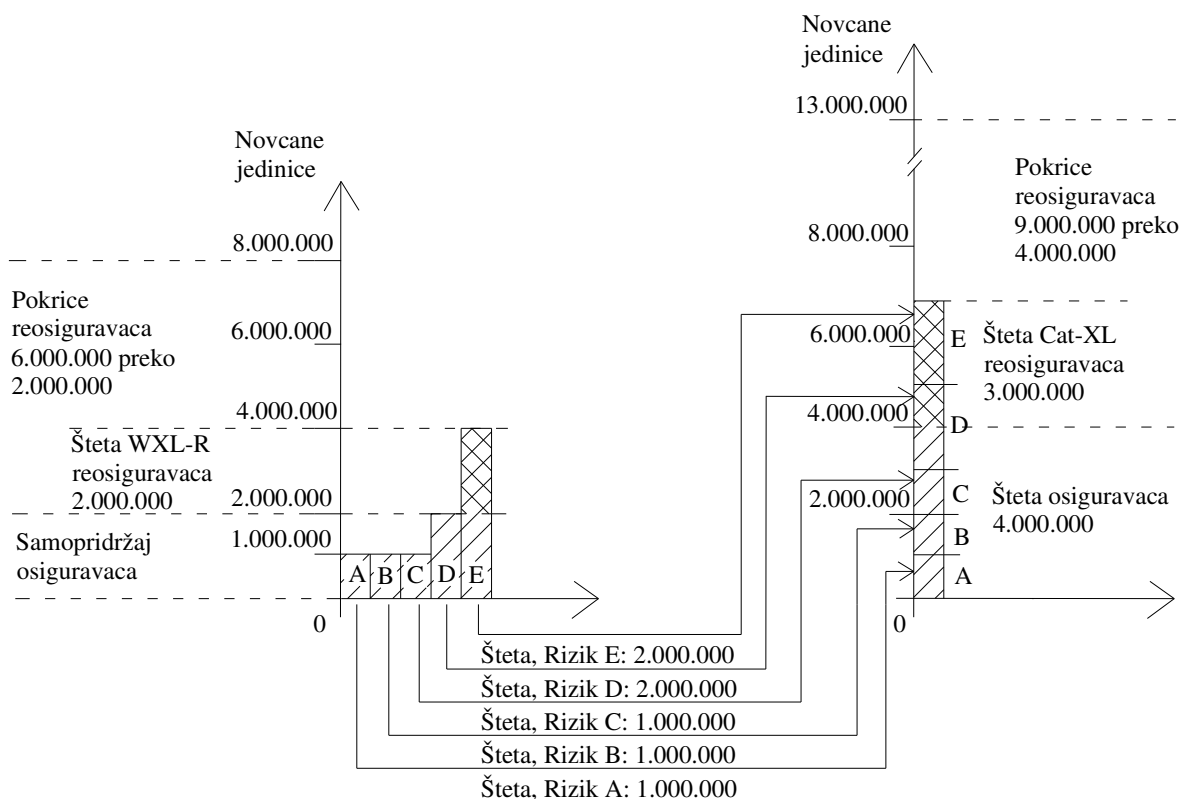 Novcane
jedinice
8.000.000
Pokrice
reosiguravaca
6.000.000 preko
2.000.000
6.000.000
4.000.000
Šteta WXL-R
reosiguravaca
2.000.000
2.000.000
Samopridržaj
osiguravaca
1.000.000
A
B
C
D
E
0
Novcane
jedinice
13.000.000
Pokrice
reosiguravaca
9.000.000 preko
4.000.000
8.000.000
6.000.000
E
Šteta Cat-XL
reosiguravaca
3.000.000
4.000.000
D
2.000.000
C
Šteta osiguravaca
4.000.000
B
A
0
Šteta, Rizik E: 2.000.000
Šteta, Rizik D: 2.000.000
Šteta, Rizik C: 1.000.000
Šteta, Rizik B: 1.000.000
Šteta, Rizik A: 1.000.000